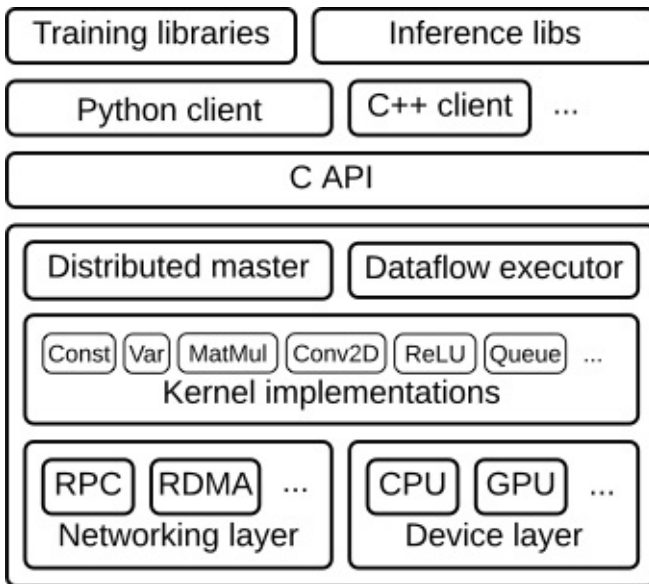 Training libraries Inference libs
Python client C++ client ...
C API
Distributed master Dataflow executor
Const Var MatMul Conv2D ReLU Queue ...
Kernel implementations
RPC RDMA ... CPU GPU ...
Networking layer Device layer